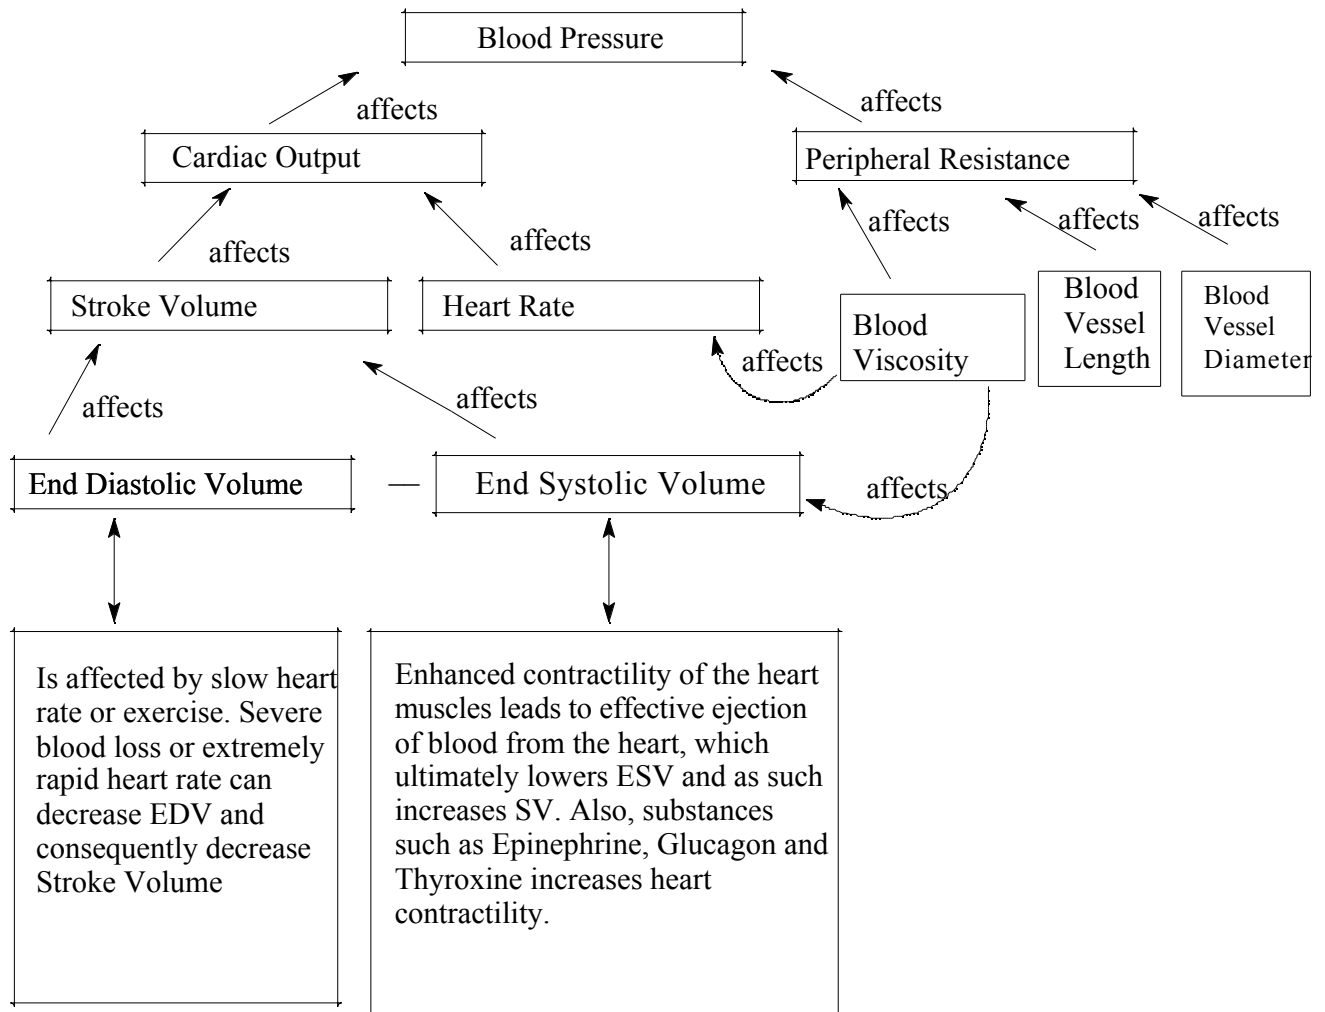 Blood Pressure
affects
affects
Cardiac Output
Peripheral Resistance
affects
affects
affects
affects
affects
Stroke Volume
Heart Rate
Blood
Viscosity
Blood
Vessel
Length
Blood
Vessel
Diameter
affects
affects
affects
End Diastolic Volume
—
End Systolic Volume
affects
Is affected by slow heart
rate or exercise. Severe
blood loss or extremely
rapid heart rate can
decrease EDV and
consequently decrease
Stroke Volume
Enhanced contractility of the heart
muscles leads to effective ejection
of blood from the heart, which
ultimately lowers ESV and as such
increases SV. Also, substances
such as Epinephrine, Glucagon and
Thyroxine increases heart
contractility.